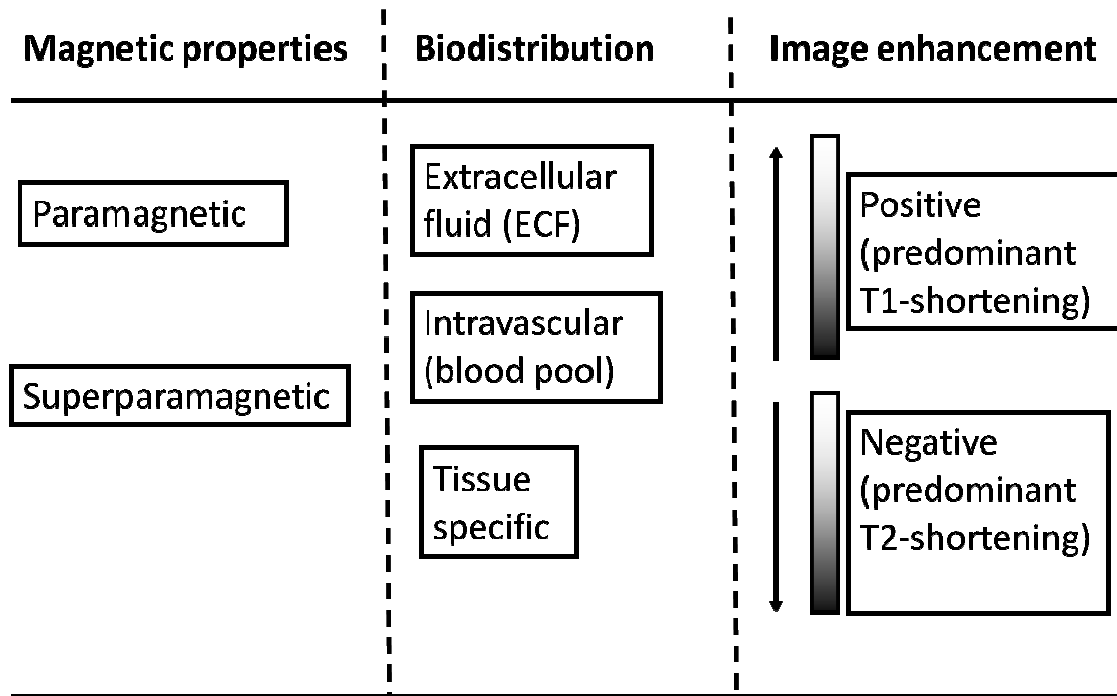 Magnetic properties
Biodistribution
Image enhancement
Paramagnetic
Superparamagnetic
Extracellular
fluid (ECF)
Intravascular
(blood pool)
Tissue
specific
Positive
(predominant
T1-shortening)
Negative
(predominant
T2-shortening)